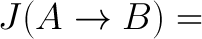 J(A → B) =